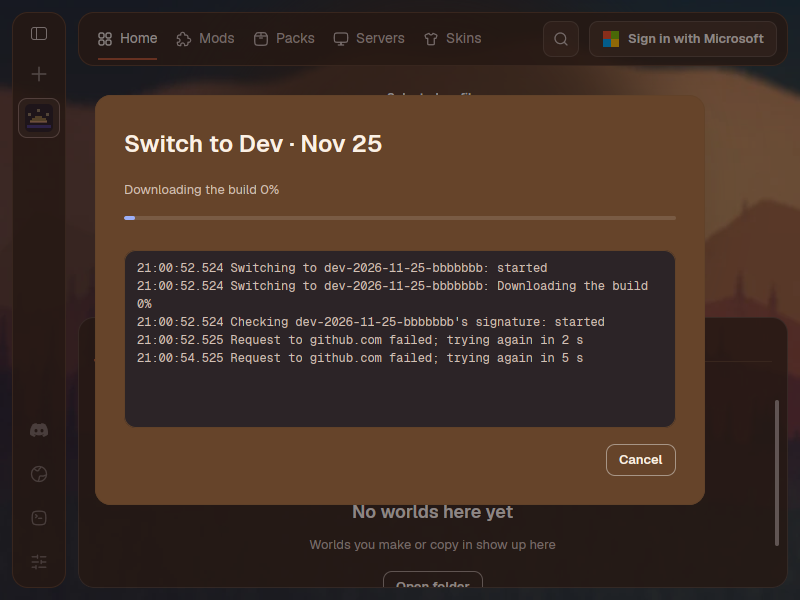 Home
Mods
Packs
Servers
Skins
Sign in with Microsoft
Switch to Dev · Nov 25
Downloading the build 0%
21:00:52.524 Switching to dev-2026-11-25-bbbbbbb: started
21:00:52.524 Switching to dev-2026-11-25-bbbbbbb: Downloading the build
0%
21:00:52.524 Checking dev-2026-11-25-bbbbbbb's signature: started
21:00:52.525 Request to github.com failed; trying again in 2 s
21:00:54.525 Request to github.com failed; trying again in 5 s
Cancel
No worlds here yet
Worlds you make or copy in show up here
Open folder